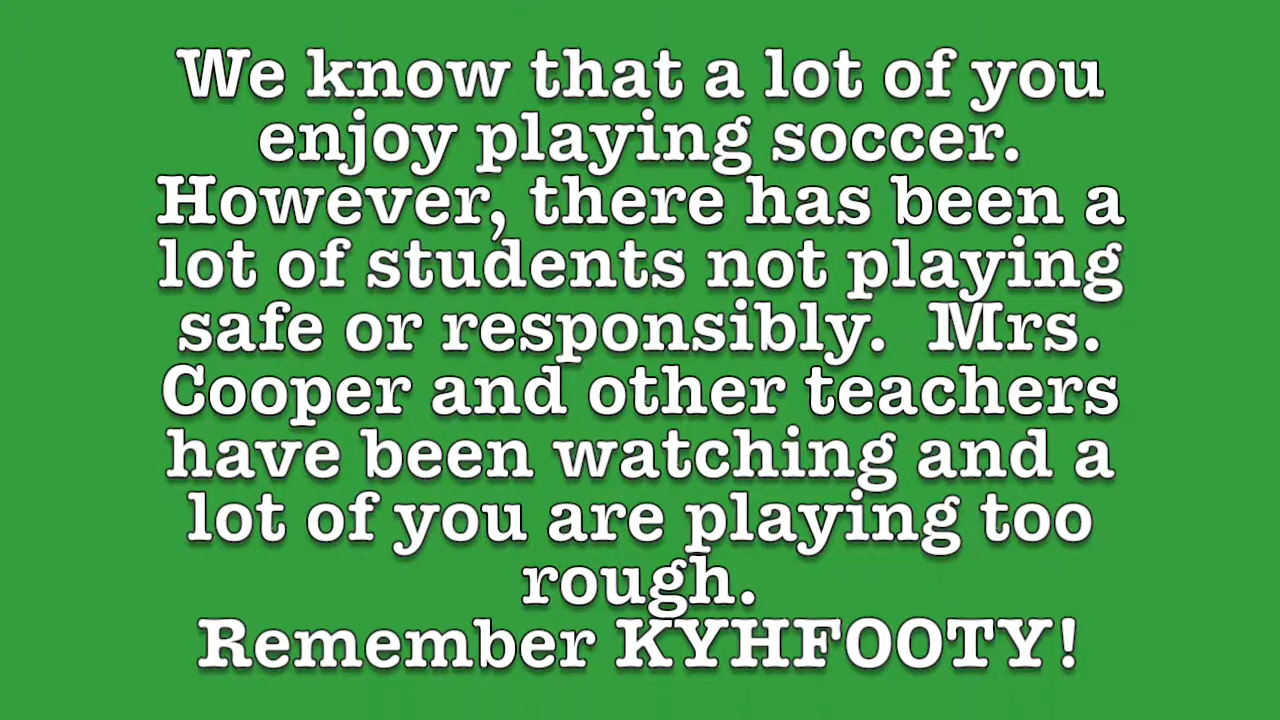 We know that a lot of you
enjoy playing soccer.
However, there has been a
lot of students not playing
safe or responsibly.  Mrs.
Cooper and other teachers
have been watching and a
lot of you are playing too
rough.
Remember KYHFOOTY!